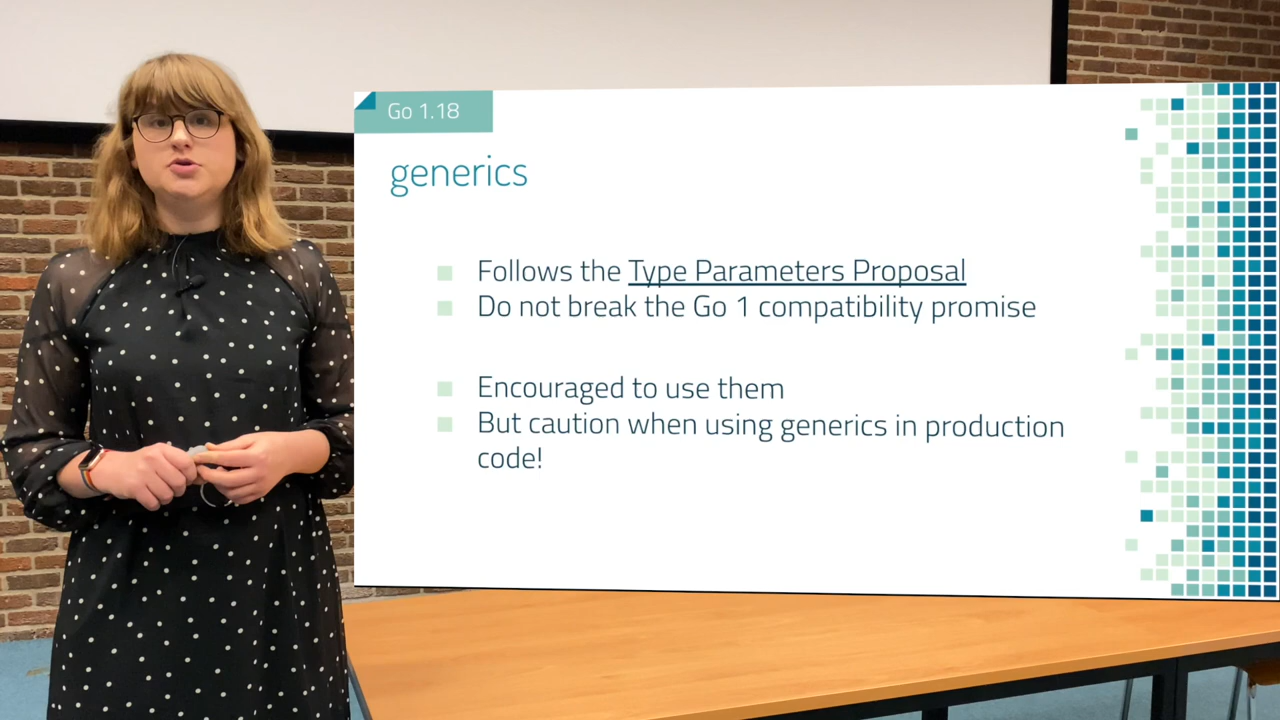 Go 1.18
generics
Follows the Type Parameters Proposal
Do not break the Go 1 compatibility promise
Encouraged to use them
But caution when using generics in production
code!